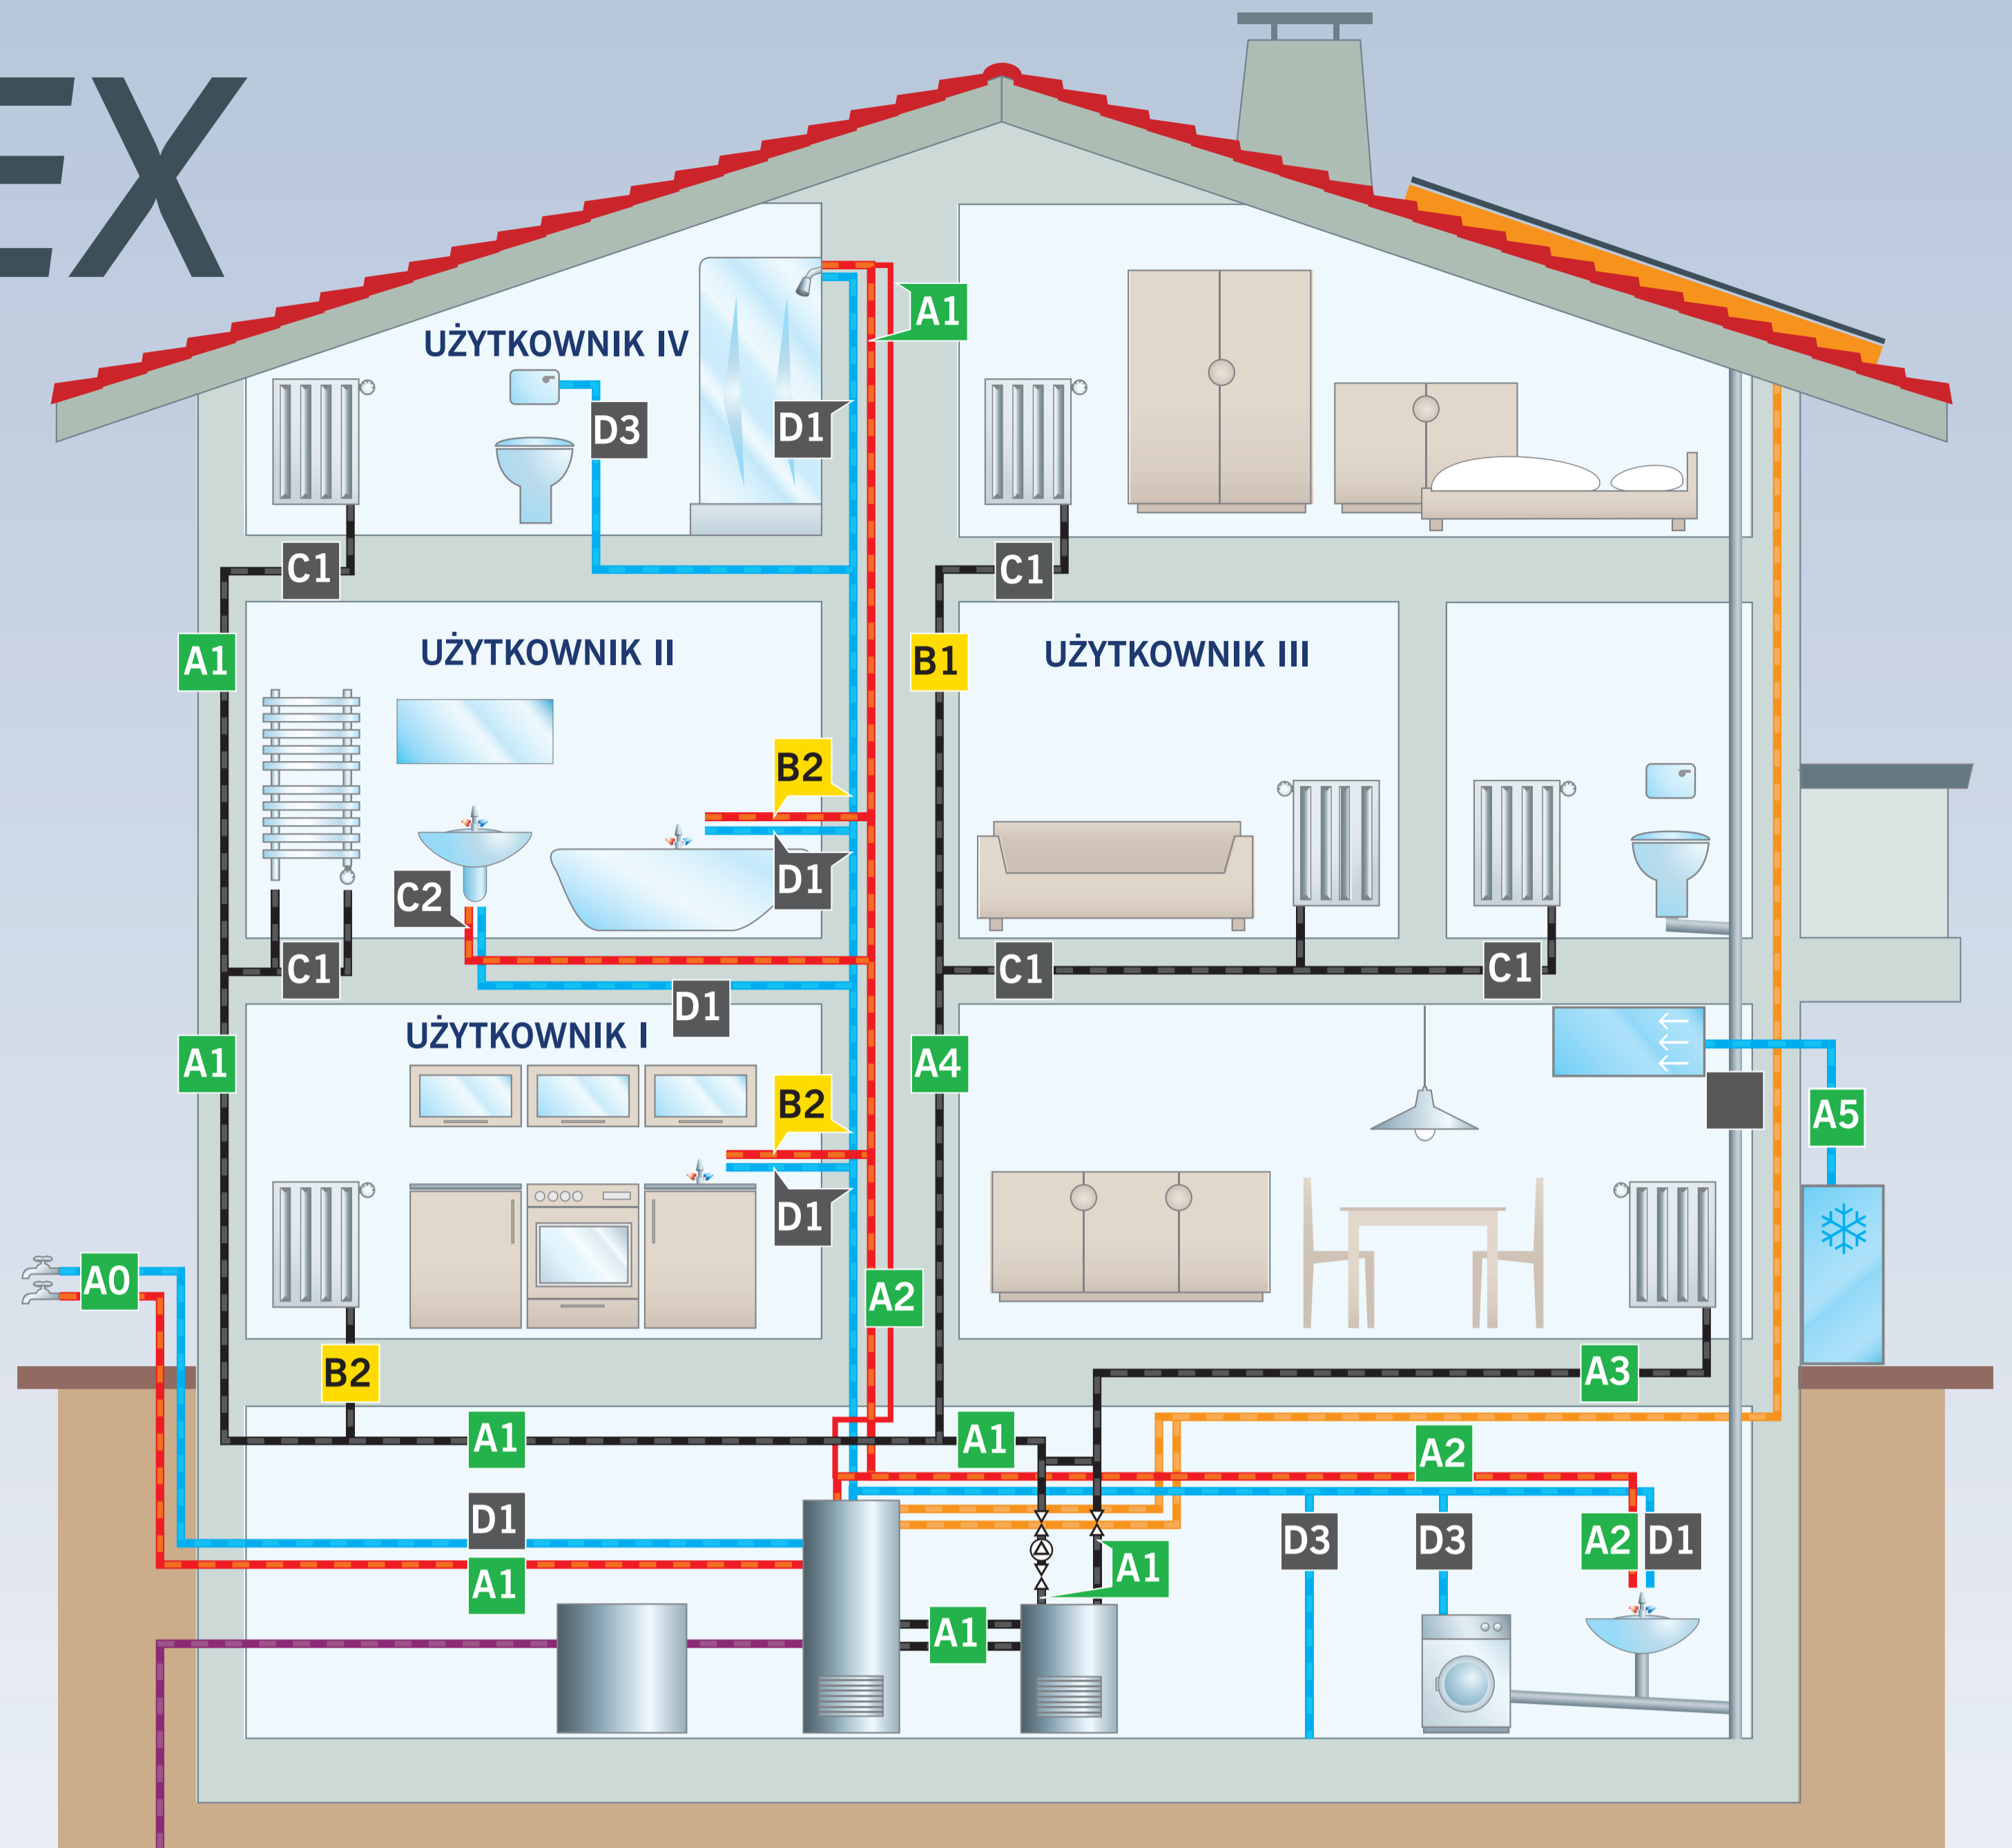 EX
A1
UŻYTKOWNIK IV
D3
D1
C1
C1
A1
UŻYTKOWNIK II
B1
UŻYTKOWNIK III
B2
D1
C2
C1
C1
C1
D1
UŻYTKOWNIK I
A1
A4
B2
A5
D1
A0
A2
B2
A3
A1
A1
A2
D1
D3
D3
A2
D1
A1
A1
A1